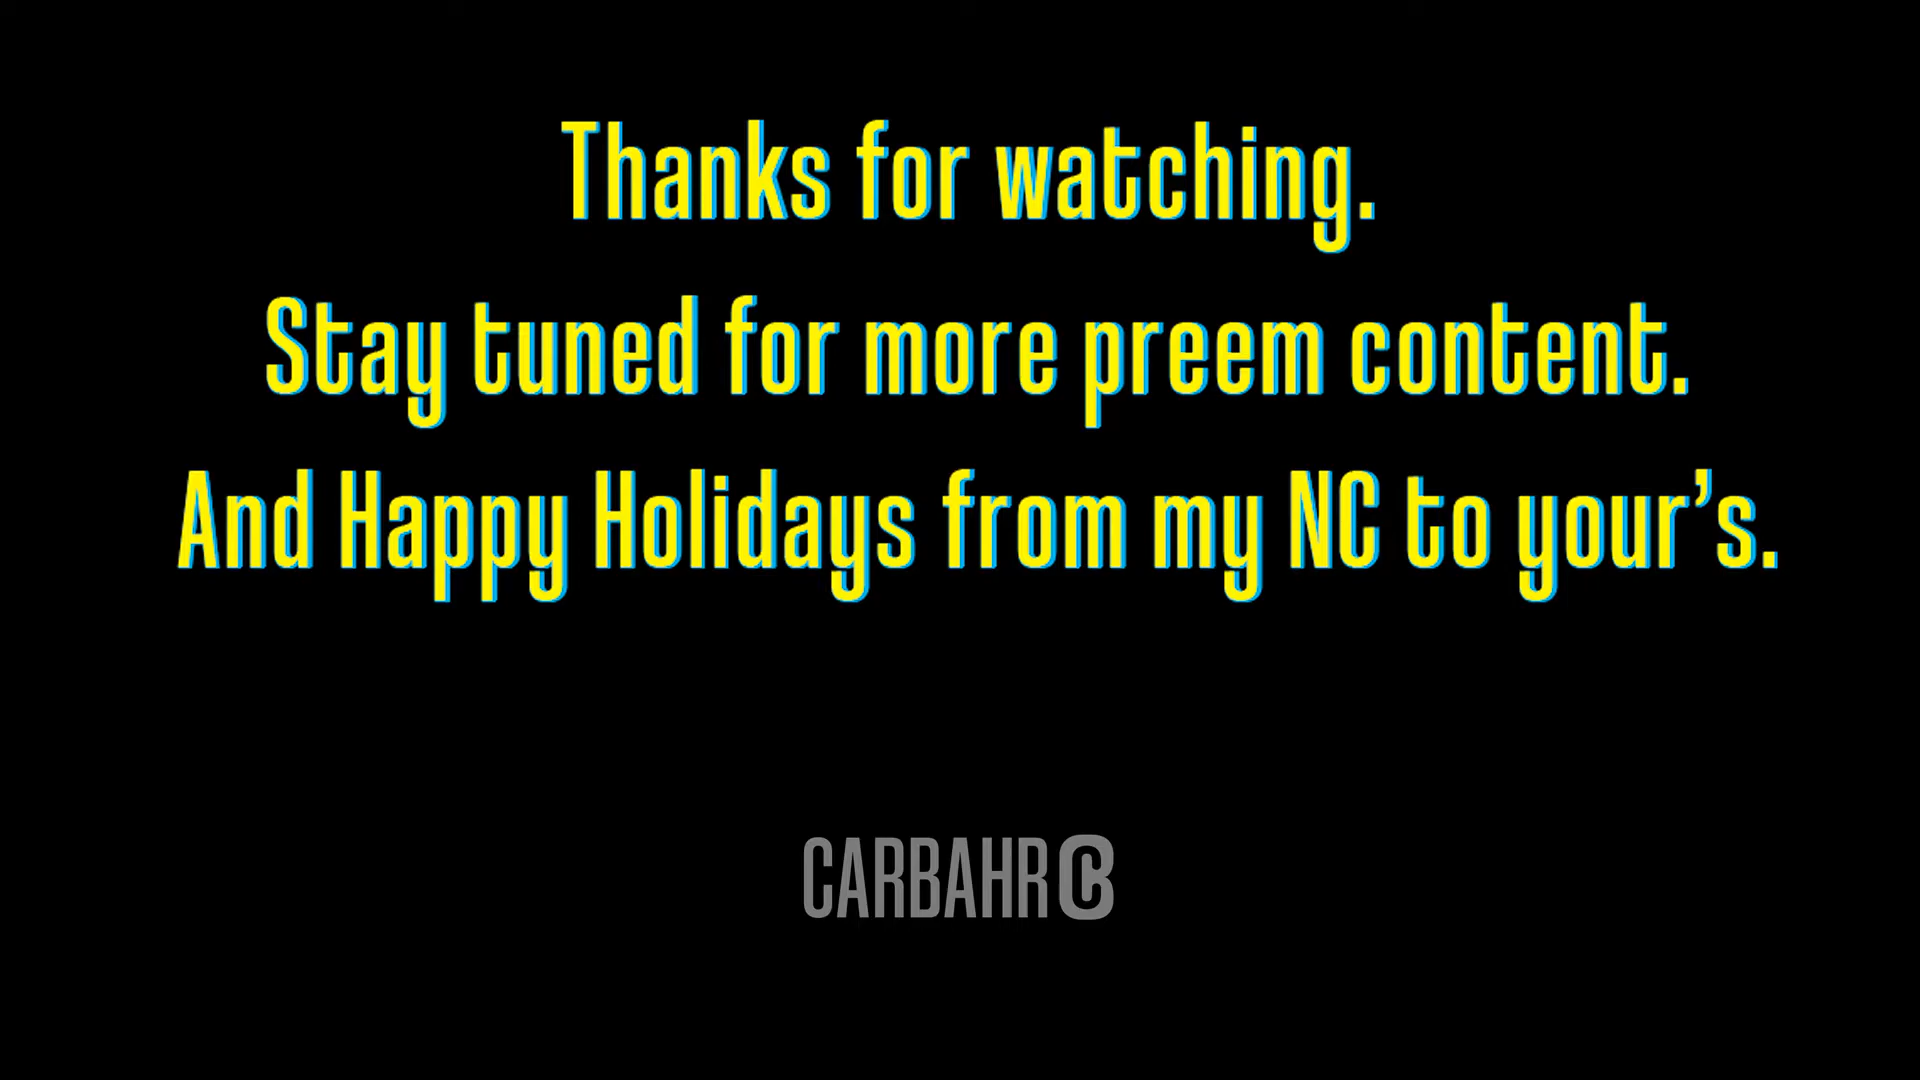 Thanks for watching.
Stay tuned for more preem content.
And Happy Holidays from my NC to your’s.
CARBAHR